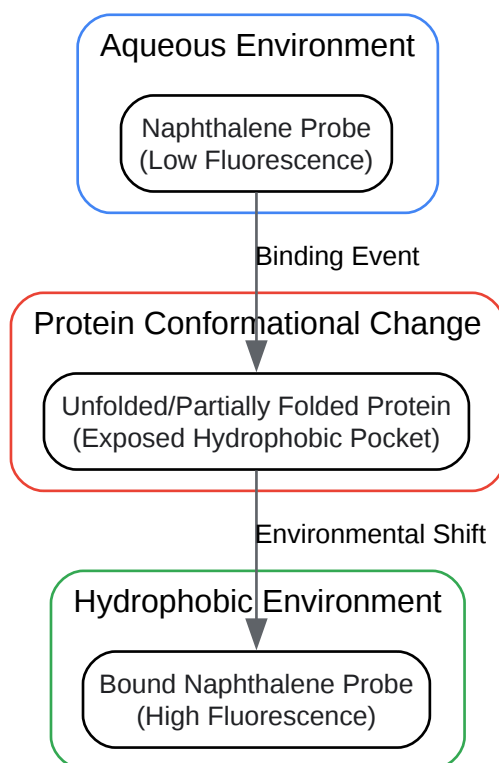 Aqueous Environment
Naphthalene Probe
(Low Fluorescence)
Binding Event
Protein Conformational Change
Unfolded/Partially Folded Protein
(Exposed Hydrophobic Pocket)
Environmental Shift
Hydrophobic Environment
Bound Naphthalene Probe
(High Fluorescence)